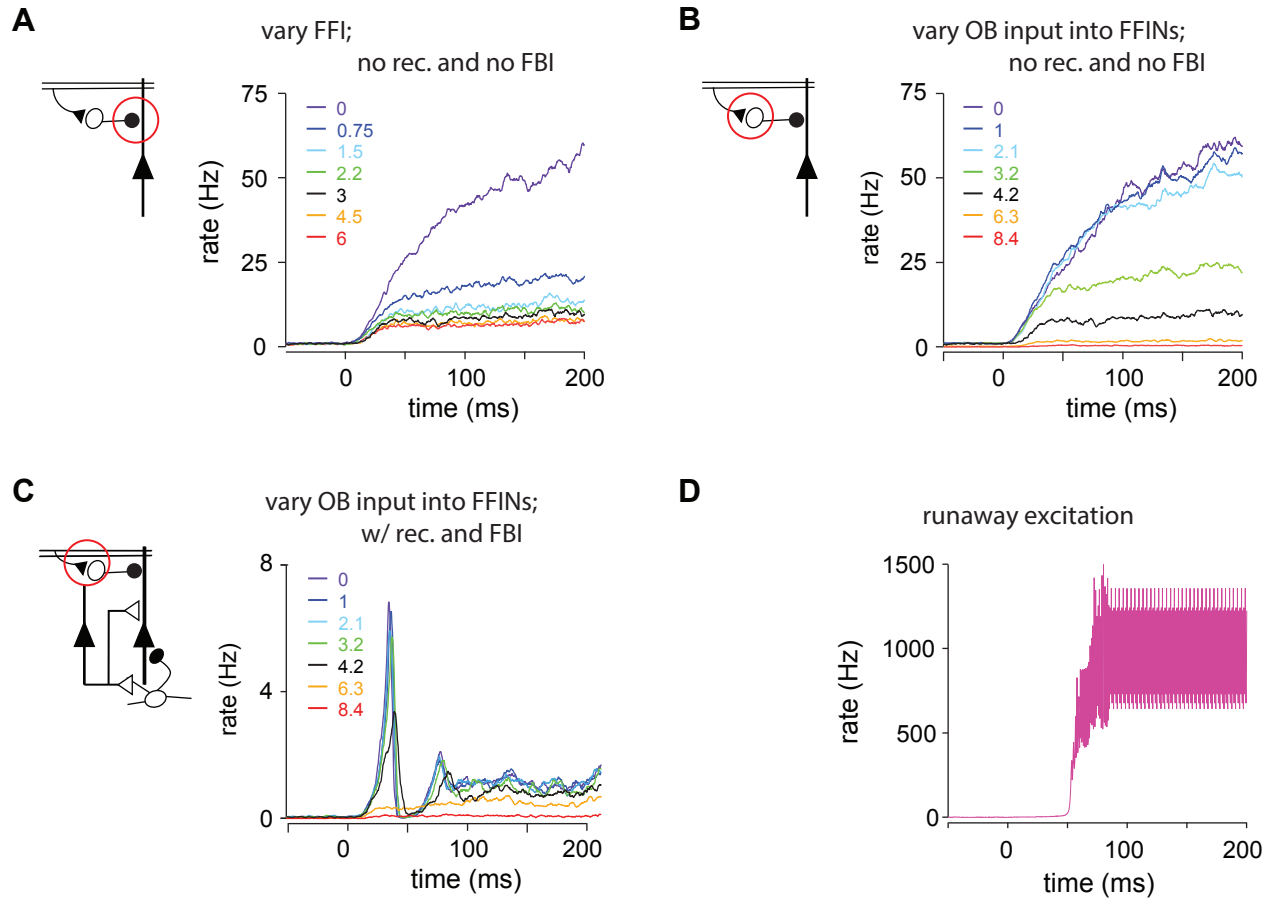 A
vary FFI;
no rec. and no FBI
75
50
25
0
rate (Hz)
0
0.75
1.5
2.2
3
4.5
6
0
100
200
time (ms)
B
vary OB input into FFINs;
no rec. and no FBI
75
50
25
0
rate (Hz)
0
1
2.1
3.2
4.2
6.3
8.4
0
100
200
time (ms)
C
vary OB input into FFINs;
w/ rec. and FBI
8
4
0
rate (Hz)
0
1
2.1
3.2
4.2
6.3
8.4
0
100
200
time (ms)
D
runaway excitation
1500
1000
500
0
rate (Hz)
0
100
200
time (ms)